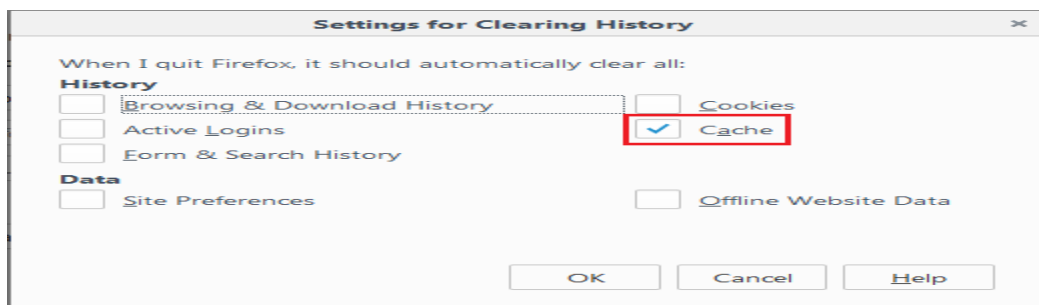 Settings for Clearing History
When I quit Firefox, it should automatically clear all:
History
Browsing & Download History Cookies
Active Logins Cache
Form & Search History
Data
Site Preferences Offline Website Data
OK Cancel Help